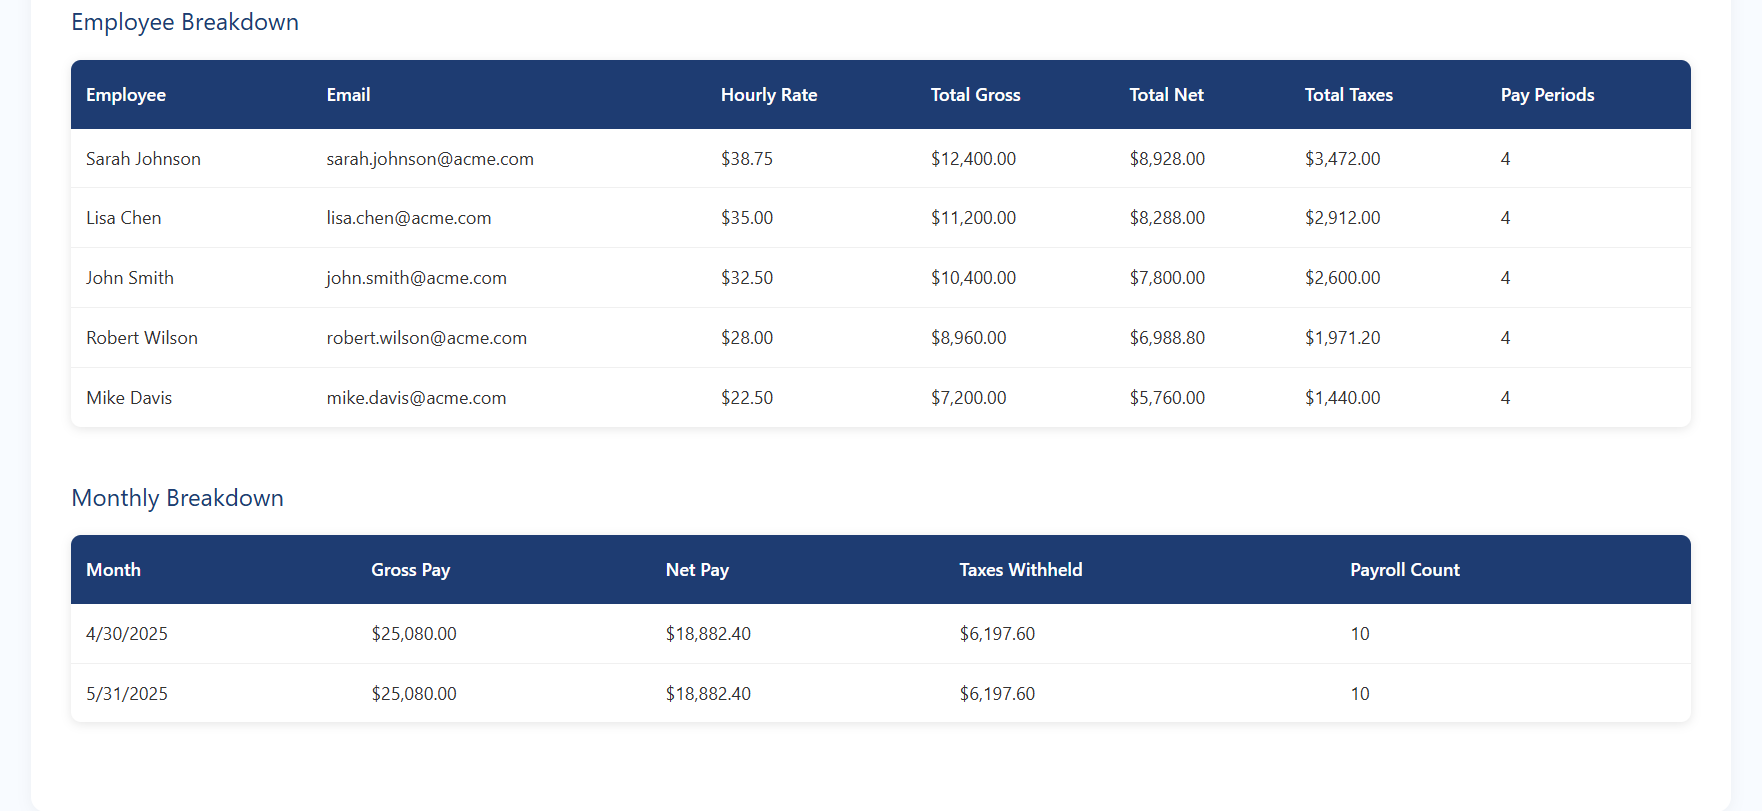 Employee Breakdown
Employee Email Hourly Rate Total Gross Total Net Total Taxes Pay Periods
Sarah Johnson sarah.johnson@acme.com $38.75 $12,400.00 $8,928.00 $3,472.00 4
Lisa Chen lisa.chen@acme.com $35.00 $11,200.00 $8,288.00 $2,912.00 4
John Smith john.smith@acme.com $32.50 $10,400.00 $7,800.00 $2,600.00 4
Robert Wilson robert.wilson@acme.com $28.00 $8,960.00 $6,988.80 $1,971.20 4
Mike Davis mike.davis@acme.com $22.50 $7,200.00 $5,760.00 $1,440.00 4
Monthly Breakdown
Month Gross Pay Net Pay Taxes Withheld Payroll Count
4/30/2025 $25,080.00 $18,882.40 $6,197.60 10
5/31/2025 $25,080.00 $18,882.40 $6,197.60 10